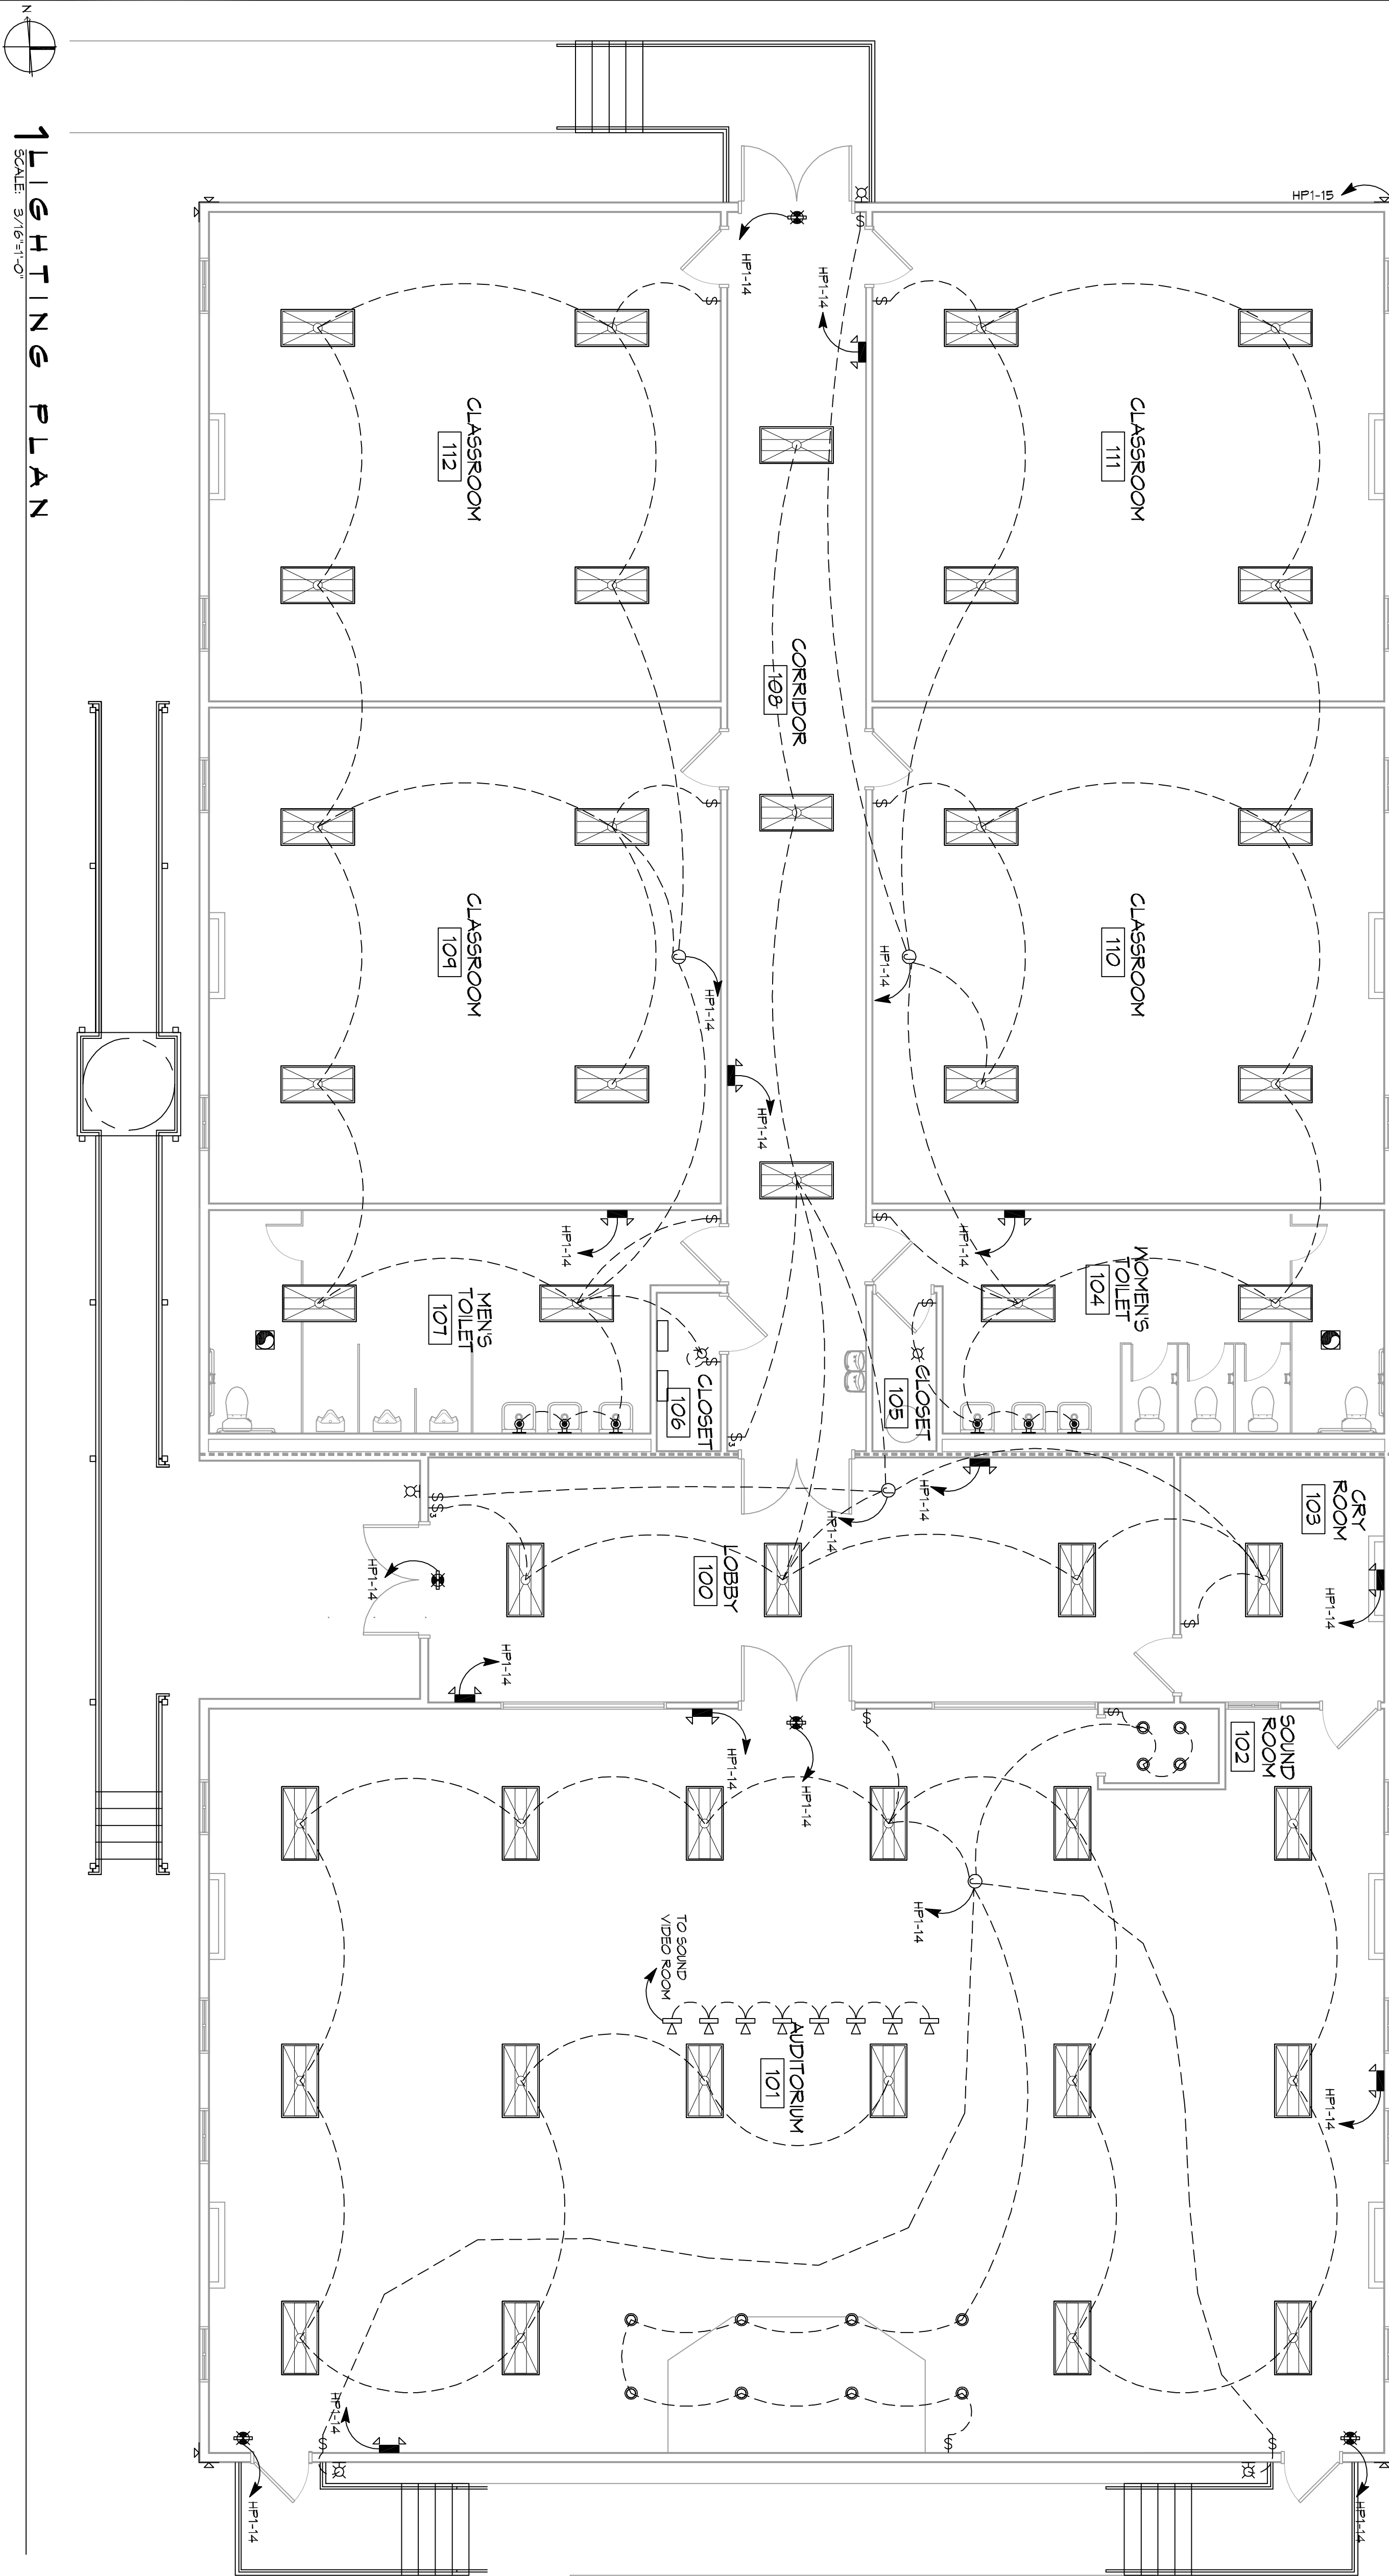 N
1 LIGHTING PLAN
SCALE: 3/16"=1'-0"
HP1-15
HP1-14
HP1-14
S
S
S
CLASSROOM
112
CLASSROOM
111
CORRIDOR
108
S
S
CLASSROOM
109
CLASSROOM
110
J
HP1-14
J
HP1-14
HP1-14
S
S
HP1-14
HP1-14
MEN'S
TOILET
107
WOMEN'S
TOILET
104
S
S
CLOSET
106
CLOSET
105
S3
S
S3
J
HP1-14
HP1-14
HP1-14
LOBBY
100
CRY
ROOM
103
HP1-14
S
HP1-14
S
S
SOUND
ROOM
102
HP1-14
HP1-14
J
HP1-14
TO SOUND
VIDEO ROOM
AUDITORIUM
101
HP1-14
HP1-14
S
S
S
HP1-14
HP1-14